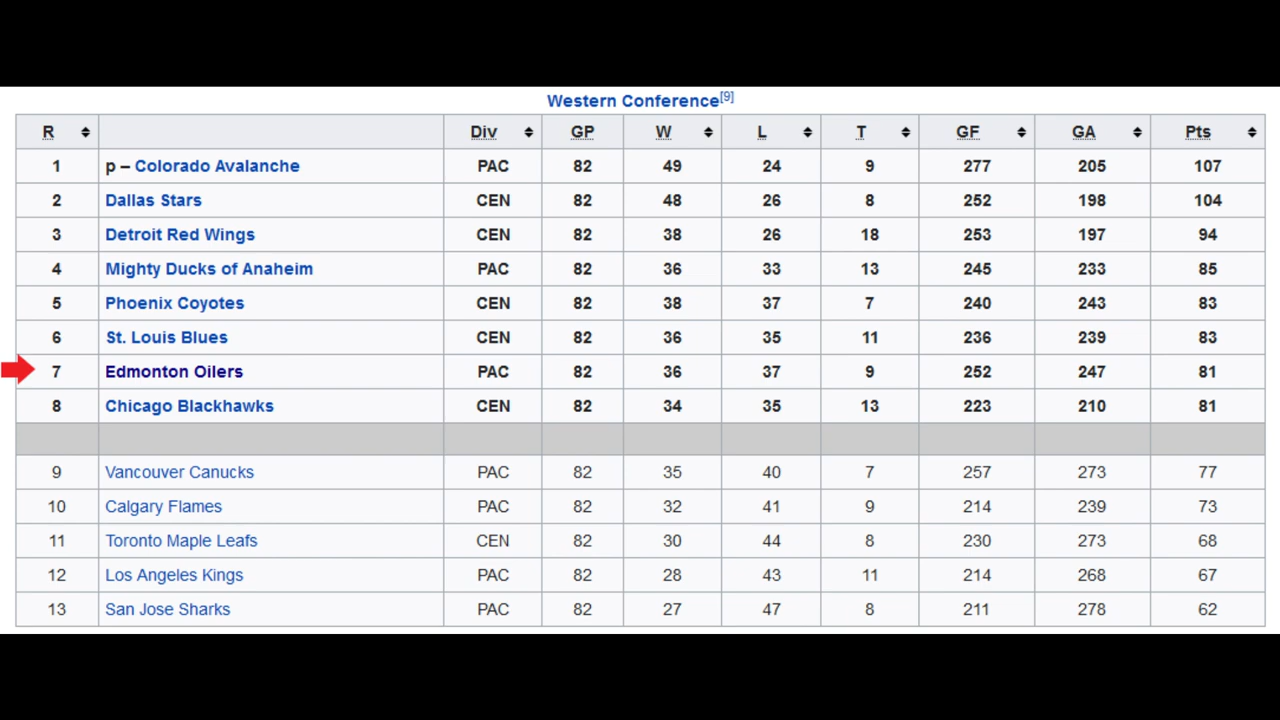 Western Conference[9]
R Div GP W L T GF GA Pts
1 p – Colorado Avalanche PAC 82 49 24 9 277 205 107
2 Dallas Stars CEN 82 48 26 8 252 198 104
3 Detroit Red Wings CEN 82 38 26 18 253 197 94
4 Mighty Ducks of Anaheim PAC 82 36 33 13 245 233 85
5 Phoenix Coyotes CEN 82 38 37 7 240 243 83
6 St. Louis Blues CEN 82 36 35 11 236 239 83
7 Edmonton Oilers PAC 82 36 37 9 252 247 81
8 Chicago Blackhawks CEN 82 34 35 13 223 210 81
9 Vancouver Canucks PAC 82 35 40 7 257 273 77
10 Calgary Flames PAC 82 32 41 9 214 239 73
11 Toronto Maple Leafs CEN 82 30 44 8 230 273 68
12 Los Angeles Kings PAC 82 28 43 11 214 268 67
13 San Jose Sharks PAC 82 27 47 8 211 278 62